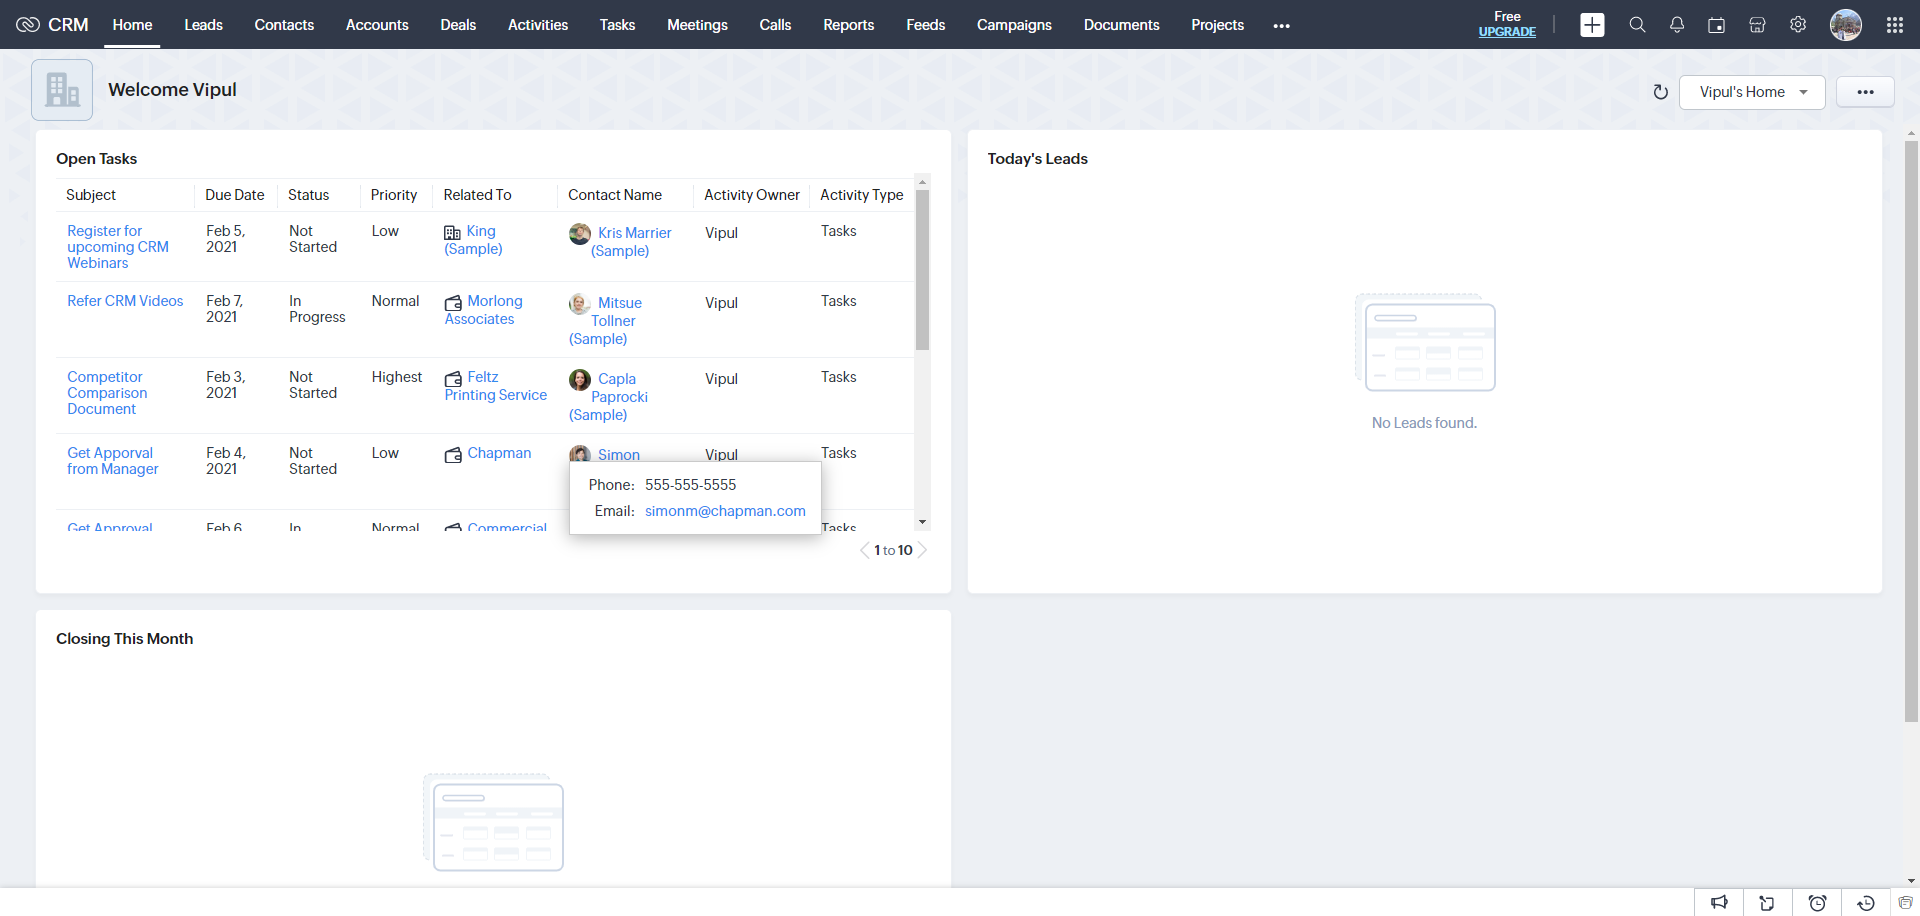 CRM Home Leads Contacts Accounts Deals Activities Tasks Meetings Calls Reports Feeds Campaigns Documents Projects ••• Free
UPGRADE
Welcome Vipul
Vipul's Home
•••
Open Tasks
Subject Due Date Status Priority Related To Contact Name Activity Owner Activity Type
Register for Feb 5, Not Low King Kris Marrier Vipul Tasks
upcoming CRM 2021 Started (Sample) (Sample)
Webinars
Refer CRM Videos Feb 7, In Normal Morlong Mitsue Vipul Tasks
2021 Progress Associates Tollner
(Sample)
Competitor Feb 3, Not Highest Feltz Capla Vipul Tasks
Comparison 2021 Started Printing Service Paprocki
Document (Sample)
Get Apporval Feb 4, Not Low Chapman Simon Vipul Tasks
from Manager 2021 Started
Phone: 555-555-5555
Email: simonm@chapman.com
Get Approval Feb 6, In Normal Commercial Tasks
1 to 10
Today's Leads
No Leads found.
Closing This Month